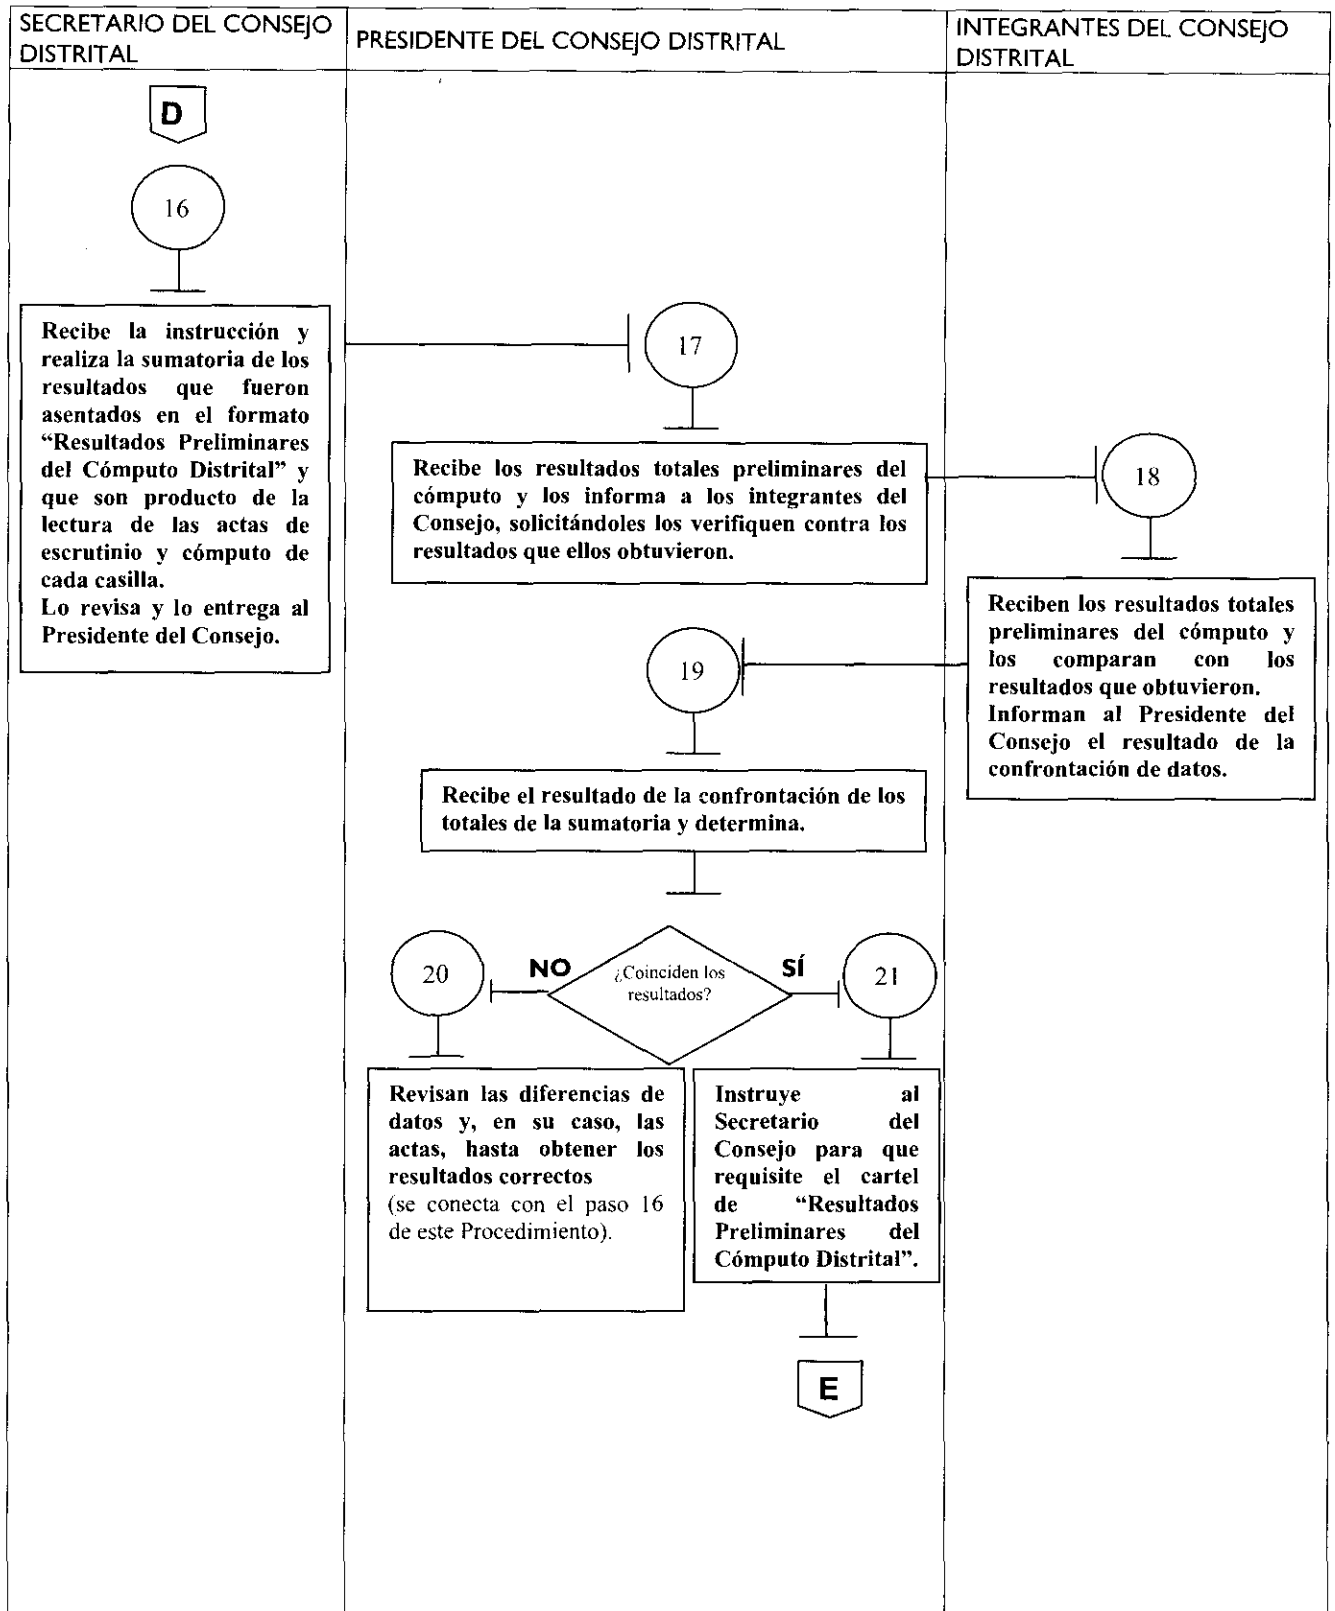 SECRETARIO DEL CONSEJO
DISTRITAL
PRESIDENTE DEL CONSEJO DISTRITAL
INTEGRANTES DEL CONSEJO
DISTRITAL
D
16
Recibe la instrucción y
realiza la sumatoria de los
resultados que fueron
asentados en el formato
“Resultados Preliminares
del Cómputo Distrital” y
que son producto de la
lectura de las actas de
escrutinio y cómputo de
cada casilla.
Lo revisa y lo entrega al
Presidente del Consejo.
17
Recibe los resultados totales preliminares del
cómputo y los informa a los integrantes del
Consejo, solicitándoles los verifiquen contra los
resultados que ellos obtuvieron.
18
Reciben los resultados totales
preliminares del cómputo y
los comparan con los
resultados que obtuvieron.
Informan al Presidente del
Consejo el resultado de la
confrontación de datos.
19
Recibe el resultado de la confrontación de los
totales de la sumatoria y determina.
¿Coinciden los
resultados?
NO
SÍ
20
Revisan las diferencias de
datos y, en su caso, las
actas, hasta obtener los
resultados correctos
(se conecta con el paso 16
de este Procedimiento).
21
Instruye al
Secretario del
Consejo para que
requisite el cartel
de “Resultados
Preliminares del
Cómputo Distrital”.
E